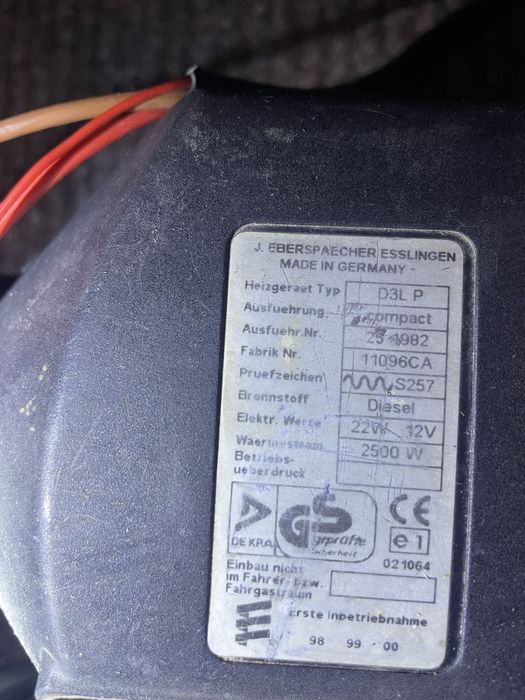 J. EBERSPAECHER ESSLINGEN
MADE IN GERMANY
Heizgeraet Typ D3L P
Ausfuehrung compact
Ausfuehr.Nr. 25 1982
Fabrik Nr. 11096CA
Pruefzeichen S257
Brennstoff Diesel
Elektr. Werte 22W 12V
Waermestrom 2500 W
Betriebs-
ueberdruck
DEKRA
GS
geprüfte
Sicherheit
CE
e1
021064
Einbau nicht
im Fahrer- bzw.
Fahrgastraum
erste Inbetriebnahme
98 99 00